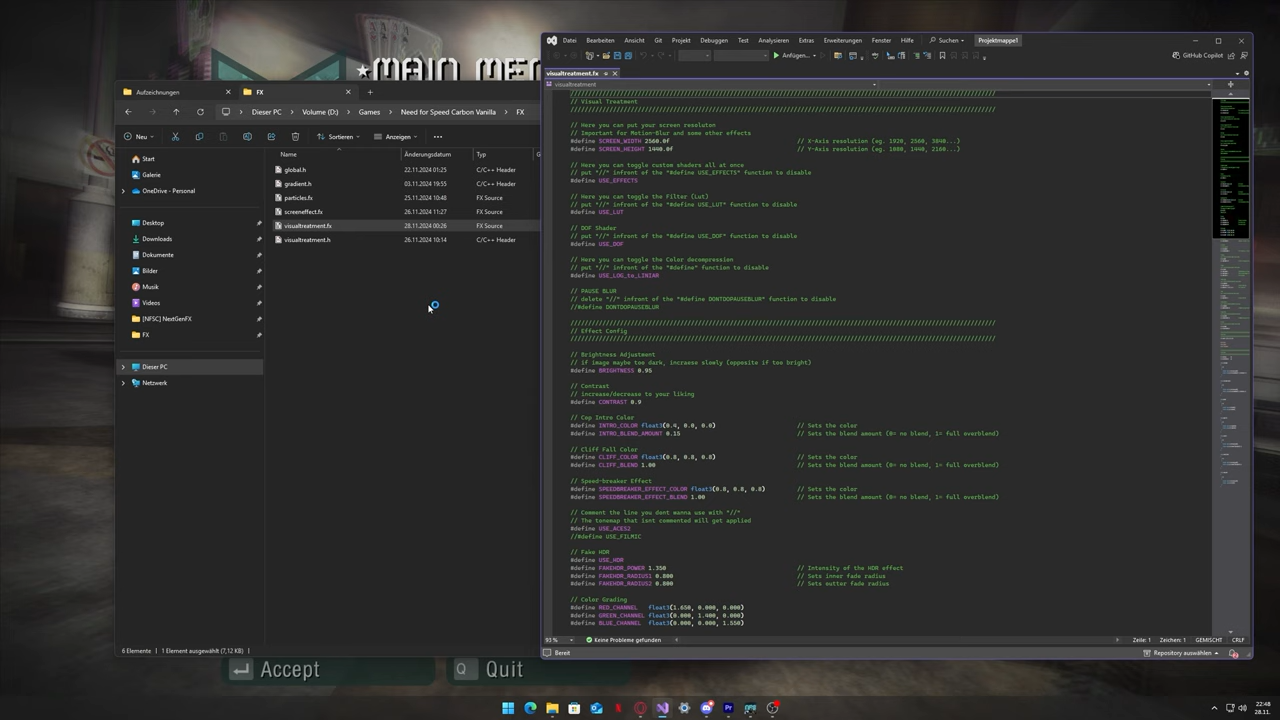 MAIN MEN
Aufzeichnungen
FX
Dieser PC > Volume (D:) > Games > Need for Speed Carbon Vanilla > FX
Neu
Sortieren
Anzeigen
Start
Galerie
OneDrive - Personal
Desktop
Downloads
Dokumente
Bilder
Musik
Videos
[NFSC] NextGenFX
FX
Dieser PC
Netzwerk
Name Änderungsdatum Typ G
global.h 22.11.2024 01:25 C/C++ Header
gradient.h 03.11.2024 19:55 C/C++ Header
particles.fx 25.11.2024 10:48 FX Source
screeneffect.fx 26.11.2024 11:27 FX Source
visualtreatment.fx 28.11.2024 00:26 FX Source
visualtreatment.h 26.11.2024 10:14 C/C++ Header
6 Elemente 1 Element ausgewählt (7,12 KB)
Datei Bearbeiten Ansicht Git Projekt Debuggen Test Analysieren Extras Erweiterungen Fenster Hilfe Suchen Projektmappe1
Anfügen...
GitHub Copilot
visualtreatment.fx
visualtreatment
// Visual Treatment
// Here you can put your screen resoluton
// Important for Motion-Blur and some other effects
#define SCREEN_WIDTH 2560.0f // X-Axis resolution (eg. 1920, 2560, 3840...)
#define SCREEN_HEIGHT 1440.0f // Y-Axis resolution (eg. 1080, 1440, 2160...)
// Here you can toggle custom shaders all at once
// put "//" infront of the "#define USE_EFFECTS" function to disable
#define USE_EFFECTS
// Here you can toggle the Filter (Lut)
// put "//" infront of the "#define USE_LUT" function to disable
#define USE_LUT
// DOF Shader
// put "//" infront of the "#define USE_DOF" function to disable
#define USE_DOF
// Here you can toggle the Color decompression
// put "//" infront of the "#define" function to disable
#define USE_LOG_to_LINIAR
// PAUSE BLUR
// delete "//" infront of the "#define DONTDOPAUSEBLUR" function to disable
//#define DONTDOPAUSEBLUR
// Effect Config
// Brightness Adjustment
// if image maybe too dark, increase slowly (opposite if too bright)
#define BRIGHTNESS 0.95
// Contrast
// increase/decrease to your liking
#define CONTRAST 0.9
// Cop Intro Color
#define INTRO_COLOR float3(0.4, 0.0, 0.0) // Sets the color
#define INTRO_BLEND_AMOUNT 0.15 // Sets the blend amount (0= no blend, 1= full overblend)
// Cliff Fall Color
#define CLIFF_COLOR float3(0.8, 0.8, 0.8) // Sets the color
#define CLIFF_BLEND 1.00 // Sets the blend amount (0= no blend, 1= full overblend)
// Speed-breaker Effect
#define SPEEDBREAKER_EFFECT_COLOR float3(0.8, 0.8, 0.8) // Sets the color
#define SPEEDBREAKER_EFFECT_BLEND 1.00 // Sets the blend amount (0= no blend, 1= full overblend)
// Comment the line you dont wanna use with "//"
// The tonemap that isnt commented will get applied
#define USE_ACES2
//#define USE_FILMIC
// Fake HDR
#define USE_HDR
#define FAKEHDR_POWER 1.350 // Intensity of the HDR effect
#define FAKEHDR_RADIUS1 0.800 // Sets inner fade radius
#define FAKEHDR_RADIUS2 0.800 // Sets outter fade radius
// Color Grading
#define RED_CHANNEL float3(1.650, 0.000, 0.000)
#define GREEN_CHANNEL float3(0.000, 1.400, 0.000)
#define BLUE_CHANNEL float3(0.000, 0.000, 1.550)
93 % Keine Probleme gefunden Zeile: 1 Zeichen: 1 GEMISCHT CRLF
Bereit Repository auswählen
Accept
Q Quit
22:48
28.11.